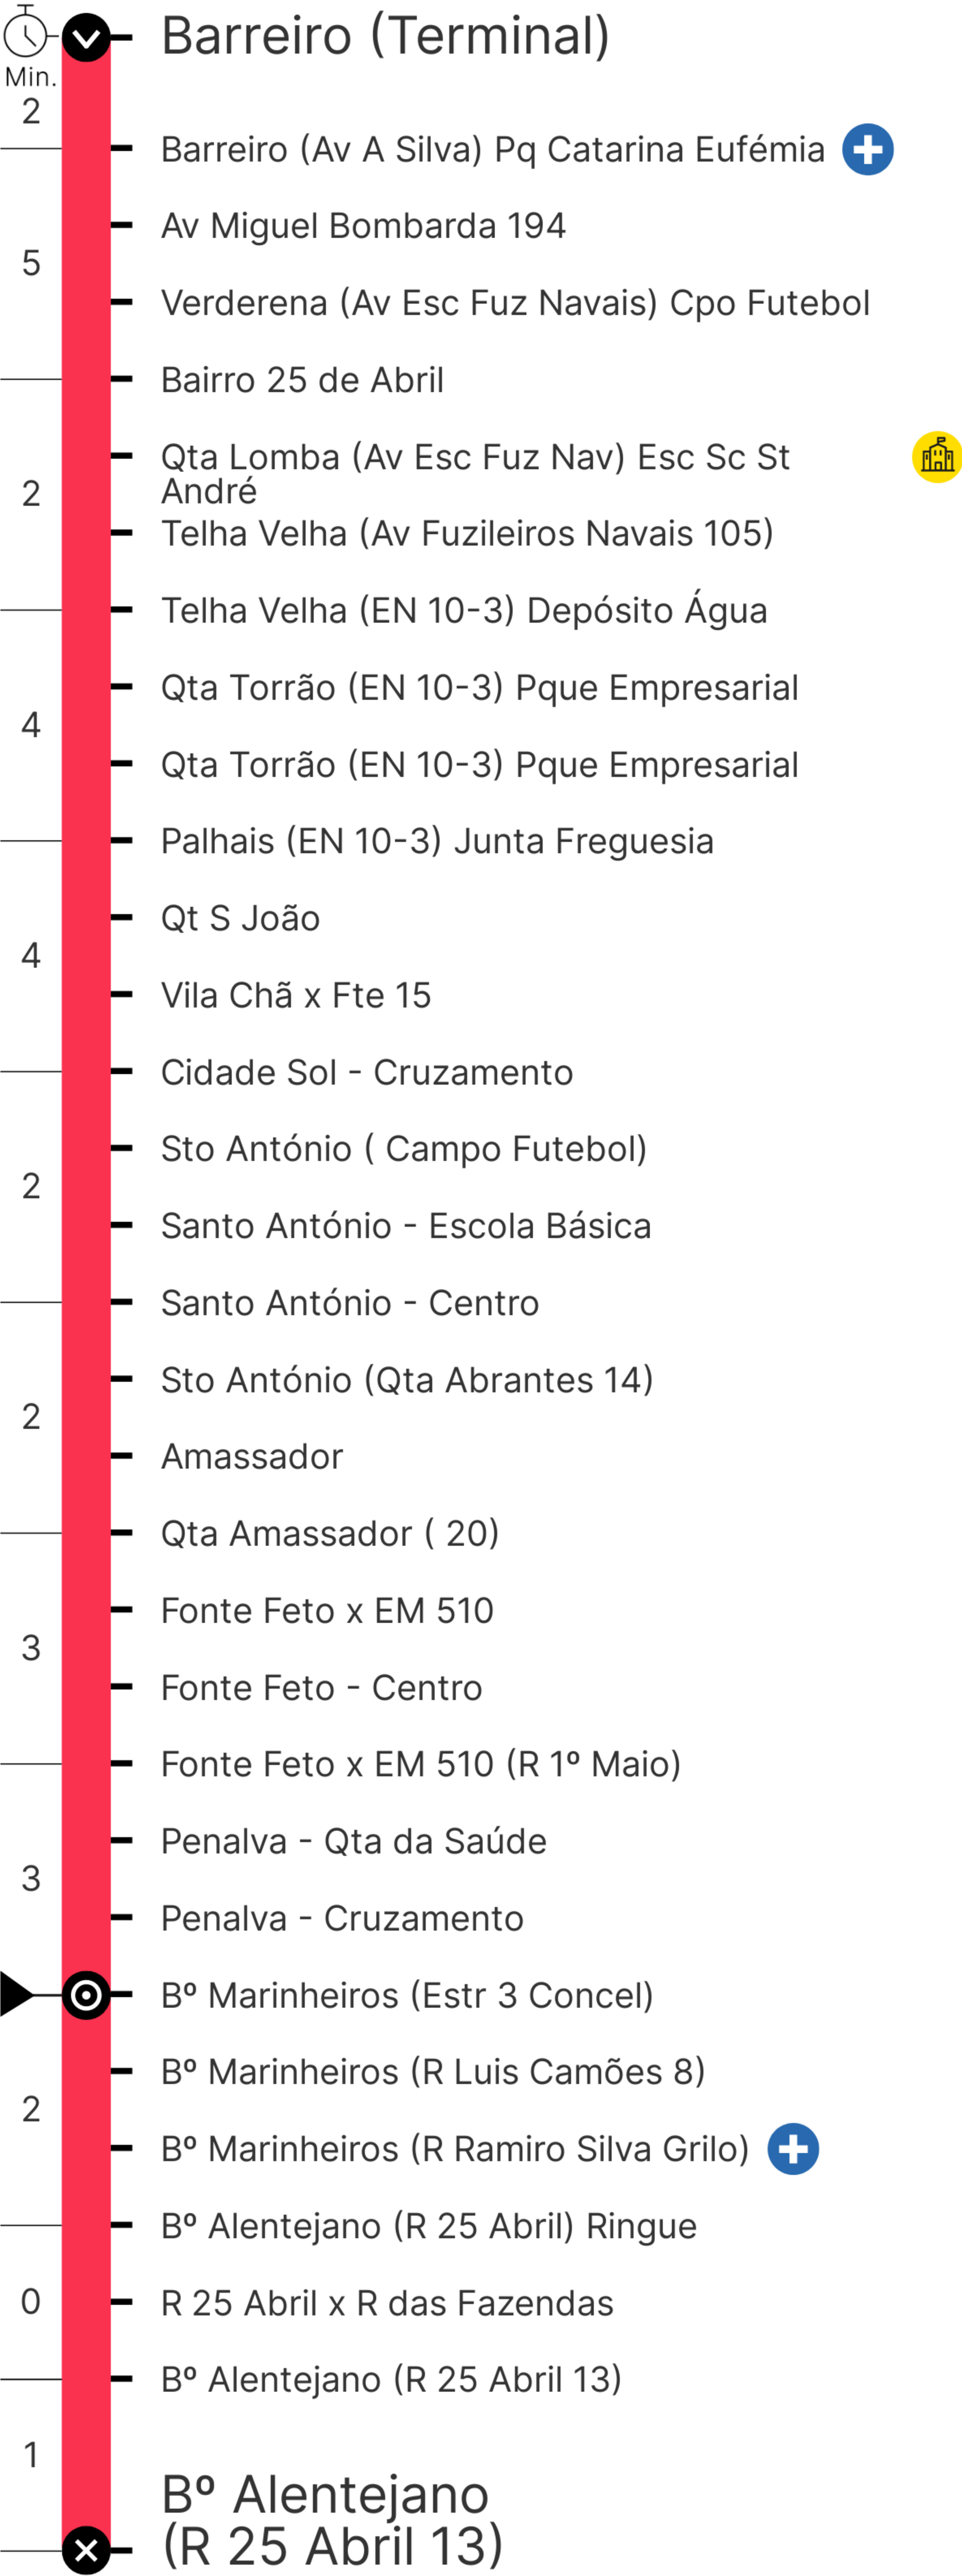 Barreiro (Terminal)
Min.
2
Barreiro (Av A Silva) Pq Catarina Eufémia
Av Miguel Bombarda 194
5
Verderena (Av Esc Fuz Navais) Cpo Futebol
Bairro 25 de Abril
Qta Lomba (Av Esc Fuz Nav) Esc Sc St
André
2
Telha Velha (Av Fuzileiros Navais 105)
Telha Velha (EN 10-3) Depósito Água
Qta Torrão (EN 10-3) Pque Empresarial
4
Qta Torrão (EN 10-3) Pque Empresarial
Palhais (EN 10-3) Junta Freguesia
Qt S João
4
Vila Chã x Fte 15
Cidade Sol - Cruzamento
Sto António ( Campo Futebol)
2
Santo António - Escola Básica
Santo António - Centro
Sto António (Qta Abrantes 14)
2
Amassador
Qta Amassador ( 20)
Fonte Feto x EM 510
3
Fonte Feto - Centro
Fonte Feto x EM 510 (R 1º Maio)
Penalva - Qta da Saúde
3
Penalva - Cruzamento
Bº Marinheiros (Estr 3 Concel)
Bº Marinheiros (R Luis Camões 8)
2
Bº Marinheiros (R Ramiro Silva Grilo)
Bº Alentejano (R 25 Abril) Ringue
0
R 25 Abril x R das Fazendas
Bº Alentejano (R 25 Abril 13)
1
Bº Alentejano
(R 25 Abril 13)